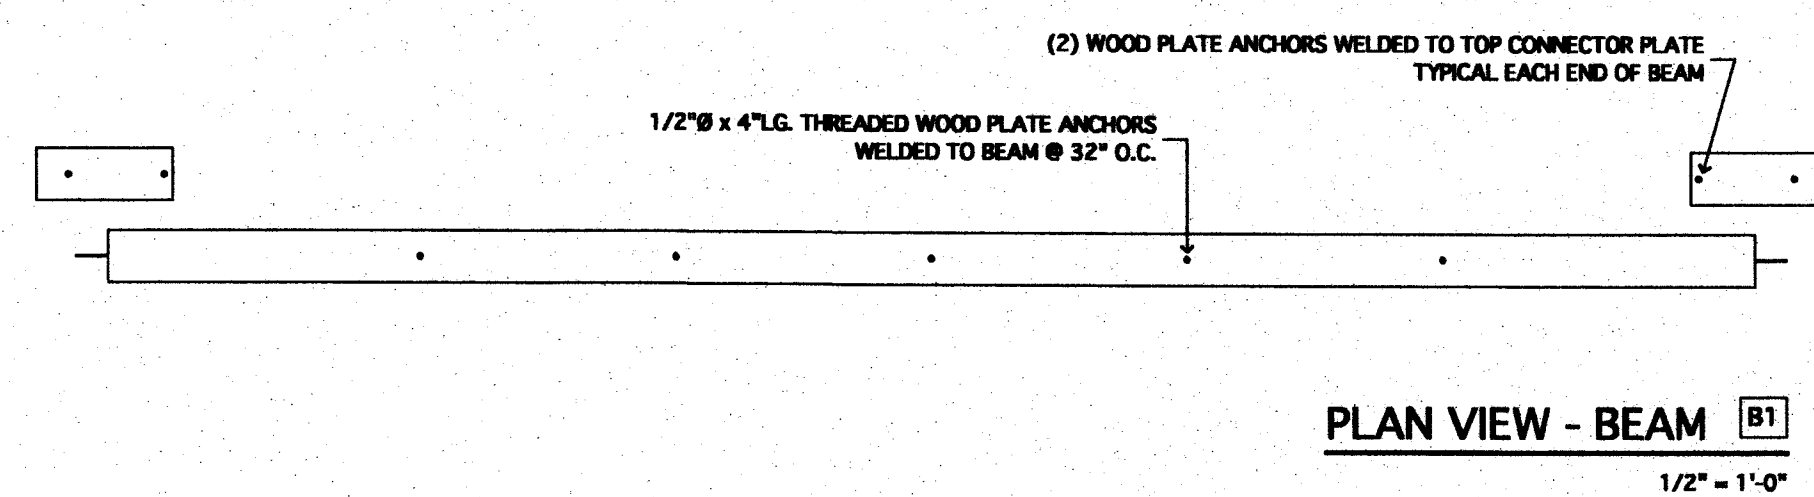 (2) WOOD PLATE ANCHORS WELDED TO TOP CONNECTOR PLATE
TYPICAL EACH END OF BEAM
1/2"Ø x 4"LG. THREADED WOOD PLATE ANCHORS
WELDED TO BEAM @ 32" O.C.
PLAN VIEW - BEAM B1
1/2" = 1'-0"